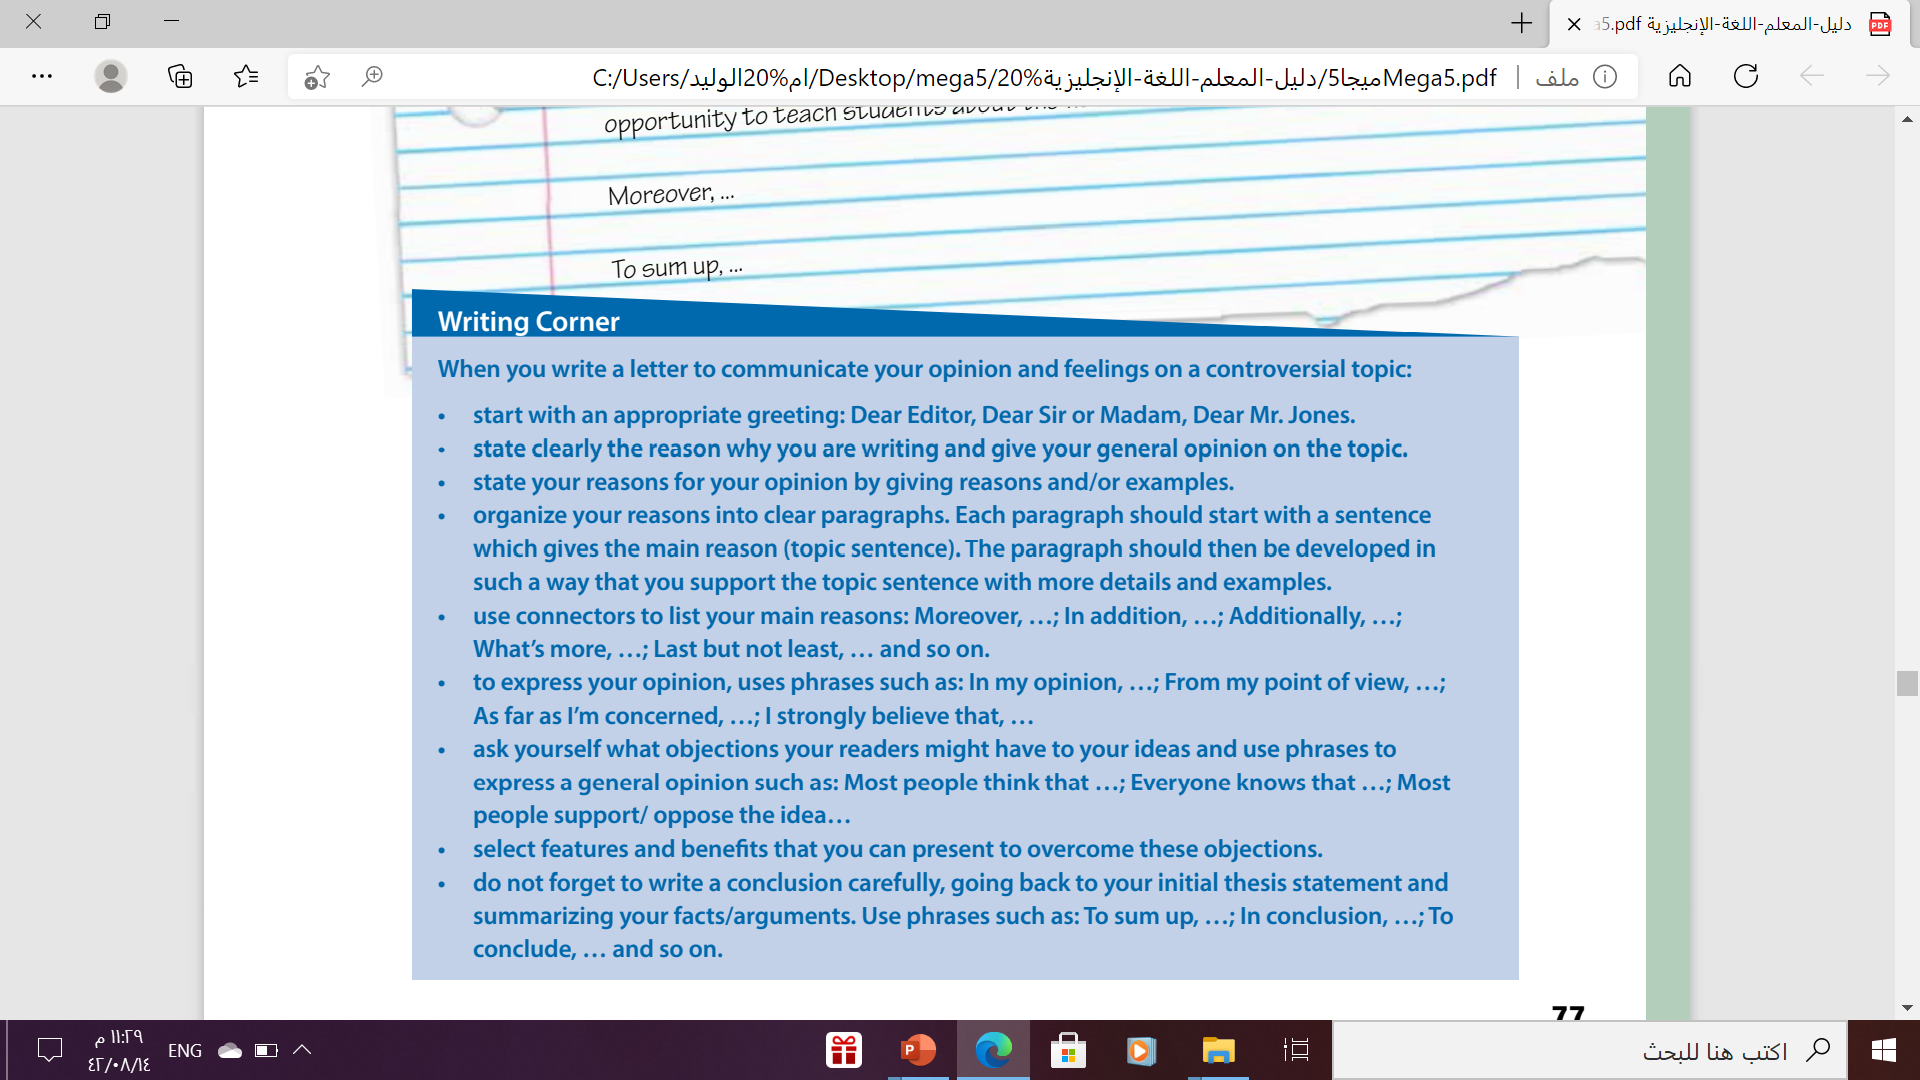 دليل-المعلم-اللغة-الإنجليزية a5.pdf
PDF
C:/Users/ام%20الوليد/Desktop/mega5/20%ميجا5/دليل-المعلم-اللغة-الإنجليزيةMega5.pdf
ملف
opportunity to teach students about the
Moreover, ...
To sum up, ...
Writing Corner
When you write a letter to communicate your opinion and feelings on a controversial topic:
• start with an appropriate greeting: Dear Editor, Dear Sir or Madam, Dear Mr. Jones.
• state clearly the reason why you are writing and give your general opinion on the topic.
• state your reasons for your opinion by giving reasons and/or examples.
• organize your reasons into clear paragraphs. Each paragraph should start with a sentence
which gives the main reason (topic sentence). The paragraph should then be developed in
such a way that you support the topic sentence with more details and examples.
• use connectors to list your main reasons: Moreover, …; In addition, …; Additionally, …;
What’s more, …; Last but not least, … and so on.
• to express your opinion, uses phrases such as: In my opinion, …; From my point of view, …;
As far as I’m concerned, …; I strongly believe that, …
• ask yourself what objections your readers might have to your ideas and use phrases to
express a general opinion such as: Most people think that …; Everyone knows that …; Most
people support/ oppose the idea…
• select features and benefits that you can present to overcome these objections.
• do not forget to write a conclusion carefully, going back to your initial thesis statement and
summarizing your facts/arguments. Use phrases such as: To sum up, …; In conclusion, …; To
conclude, … and so on.
77
١١:٢٩ م
٤٢/٠٨/١٤
ENG
اكتب هنا للبحث